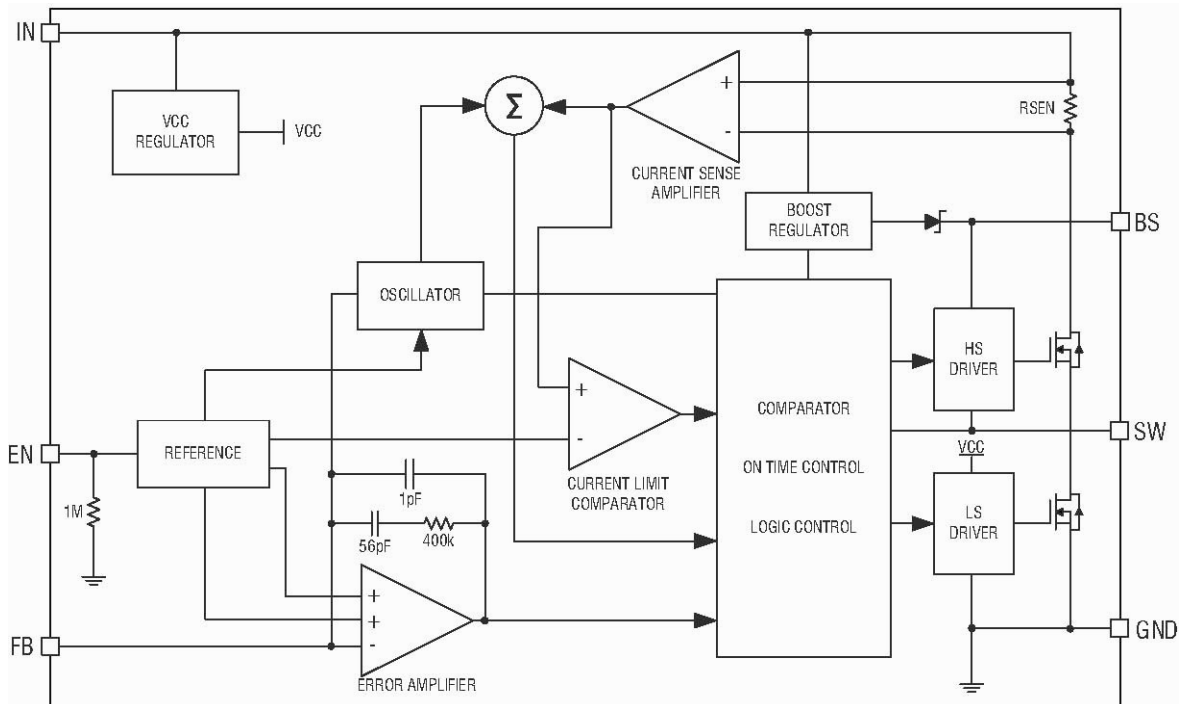 IN
VCC
REGULATOR
VCC
Σ
+
-
CURRENT SENSE
AMPLIFIER
RSEN
BOOST
REGULATOR
BS
OSCILLATOR
HS
DRIVER
+
-
CURRENT LIMIT
COMPARATOR
COMPARATOR
ON TIME CONTROL
LOGIC CONTROL
SW
EN
REFERENCE
1M
1pF
56pF
400k
VCC
LS
DRIVER
+
+
-
ERROR AMPLIFIER
FB
GND